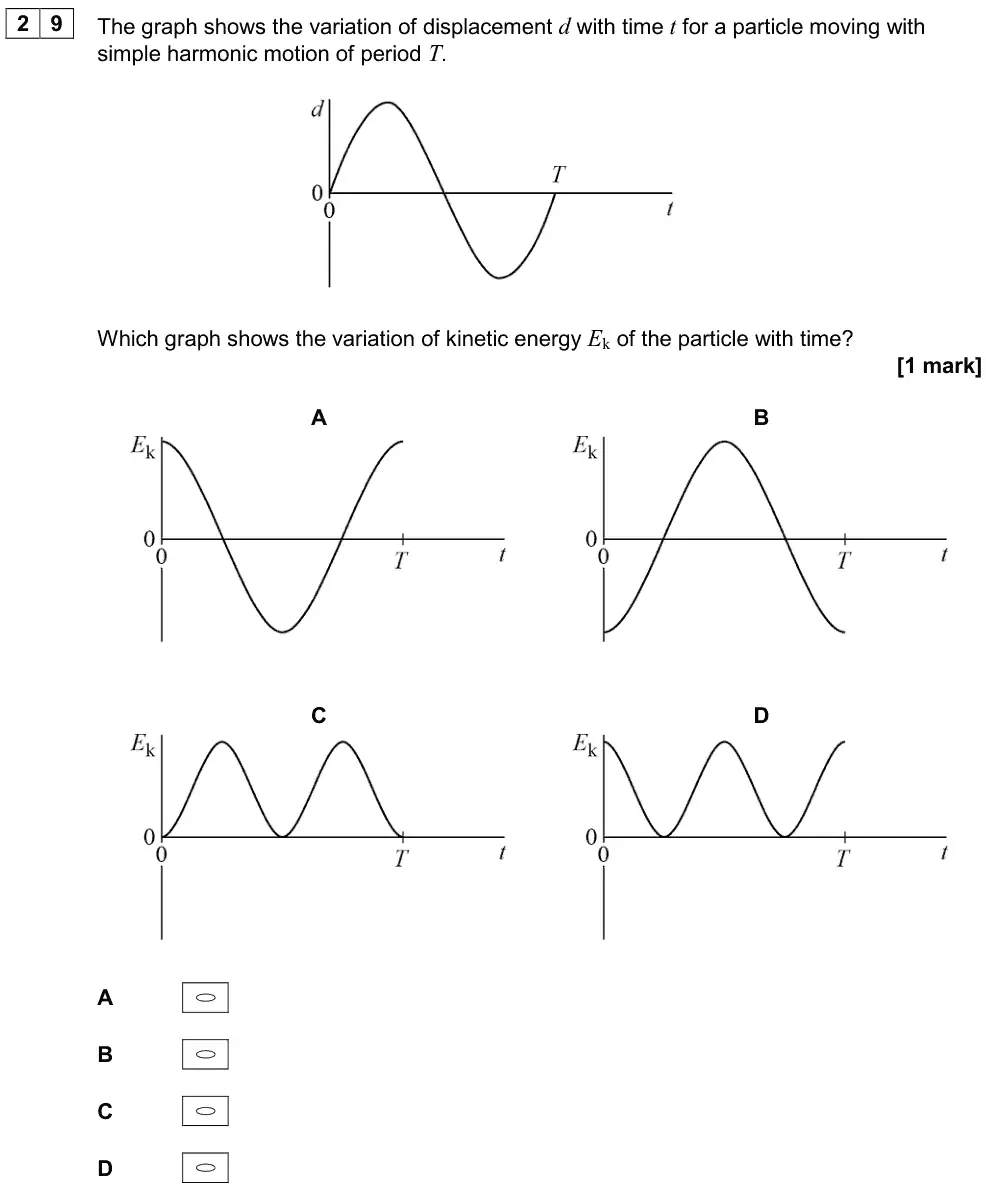 2 9 The graph shows the variation of displacement d with time t for a particle moving with
simple harmonic motion of period T.
d
T
0
0
t
Which graph shows the variation of kinetic energy Ek of the particle with time?
[1 mark]
A
Ek
0
0
T
t
B
Ek
0
0
T
t
C
Ek
0
0
T
t
D
Ek
0
0
T
t
A
B
C
D